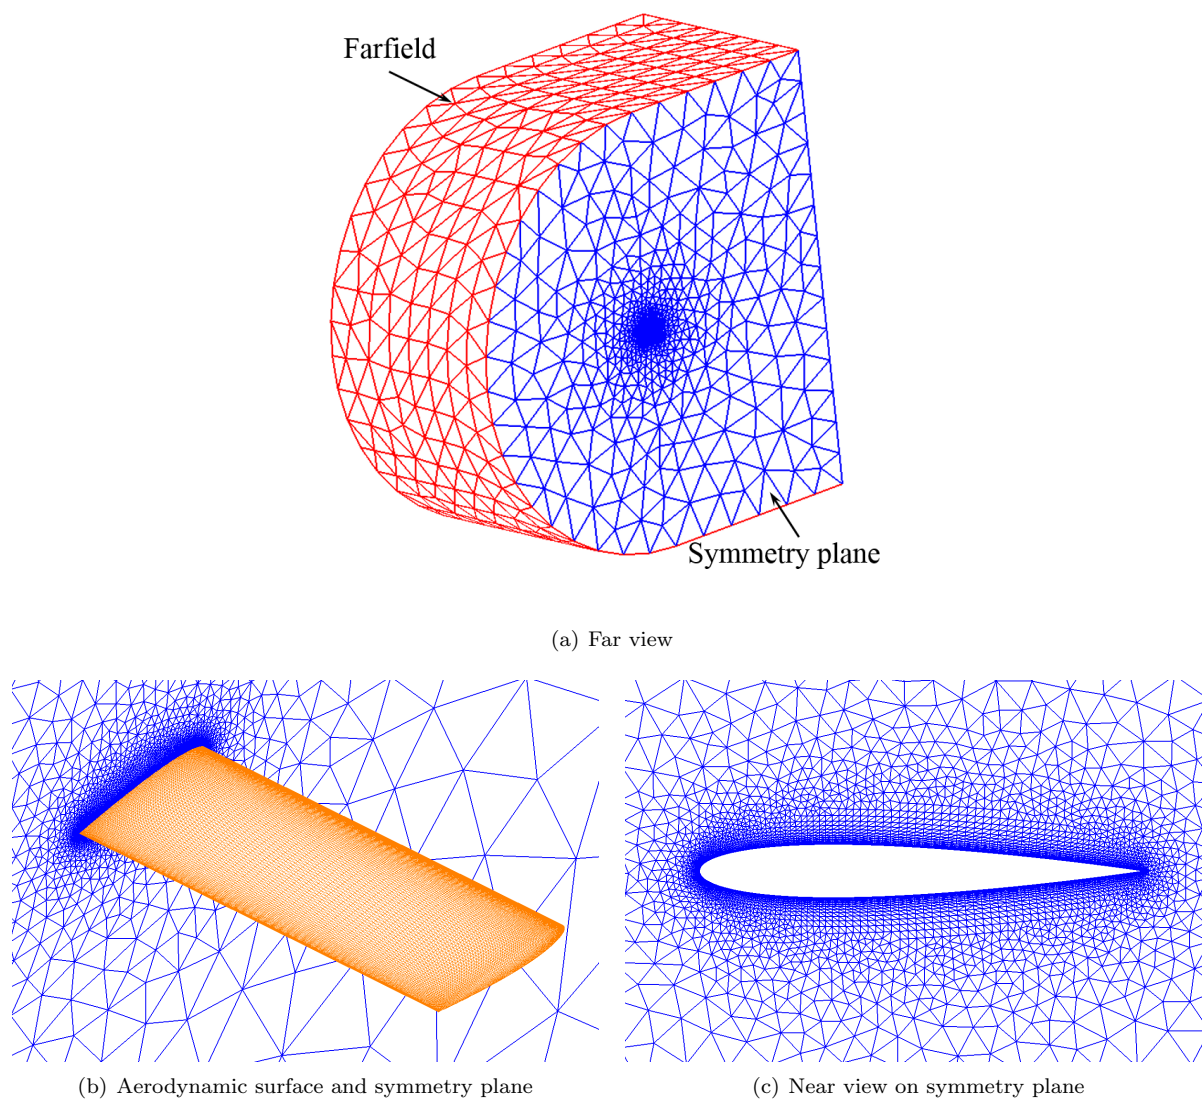 Farfield
Symmetry plane
(a) Far view
(b) Aerodynamic surface and symmetry plane
(c) Near view on symmetry plane